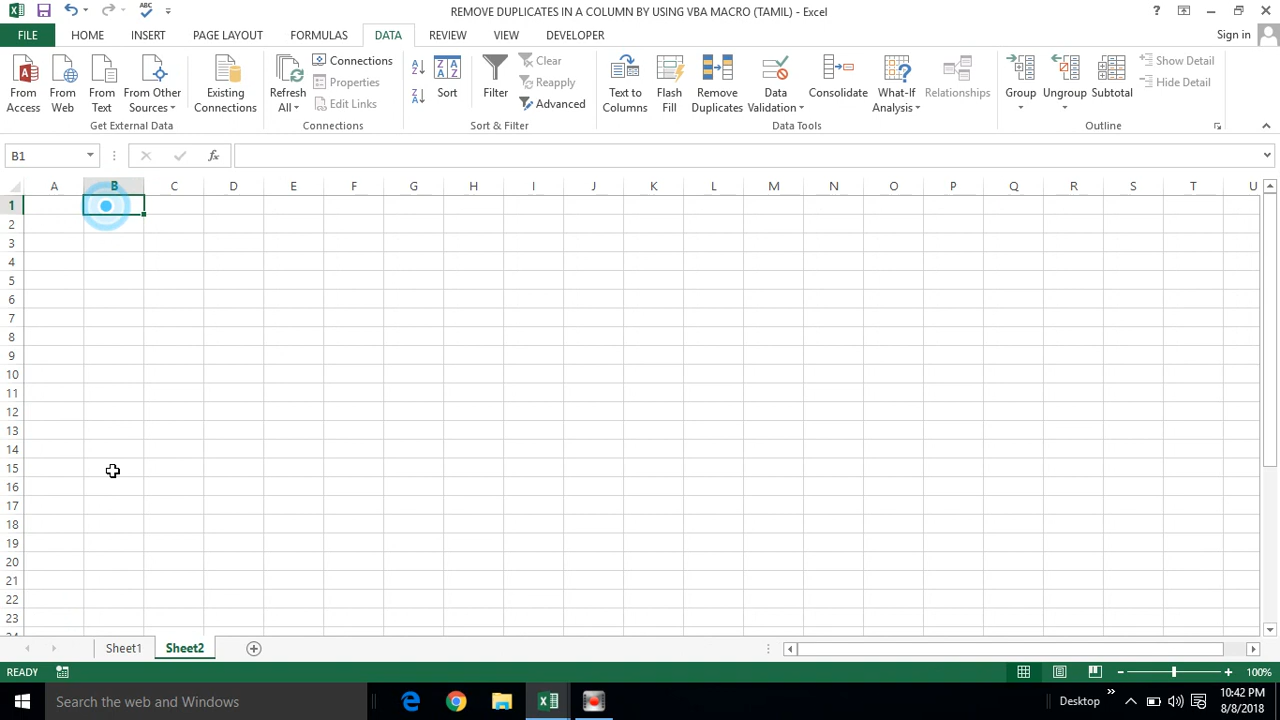 REMOVE DUPLICATES IN A COLUMN BY USING VBA MACRO (TAMIL) - Excel
FILE HOME INSERT PAGE LAYOUT FORMULAS DATA REVIEW VIEW DEVELOPER Sign in
From Access
From Web
From Text
From Other Sources
Existing Connections
Get External Data
Refresh All
Connections
Properties
Edit Links
Connections
Sort
Filter
Clear
Reapply
Advanced
Sort & Filter
Text to Columns
Flash Fill
Remove Duplicates
Data Validation
Consolidate
What-If Analysis
Relationships
Data Tools
Group
Ungroup
Subtotal
Show Detail
Hide Detail
Outline
B1
fx
A B C D E F G H I J K L M N O P Q R S T U
1
2
3
4
5
6
7
8
9
10
11
12
13
14
15
16
17
18
19
20
21
22
23
Sheet1 Sheet2
READY 100%
Search the web and Windows
Desktop
10:42 PM
8/8/2018